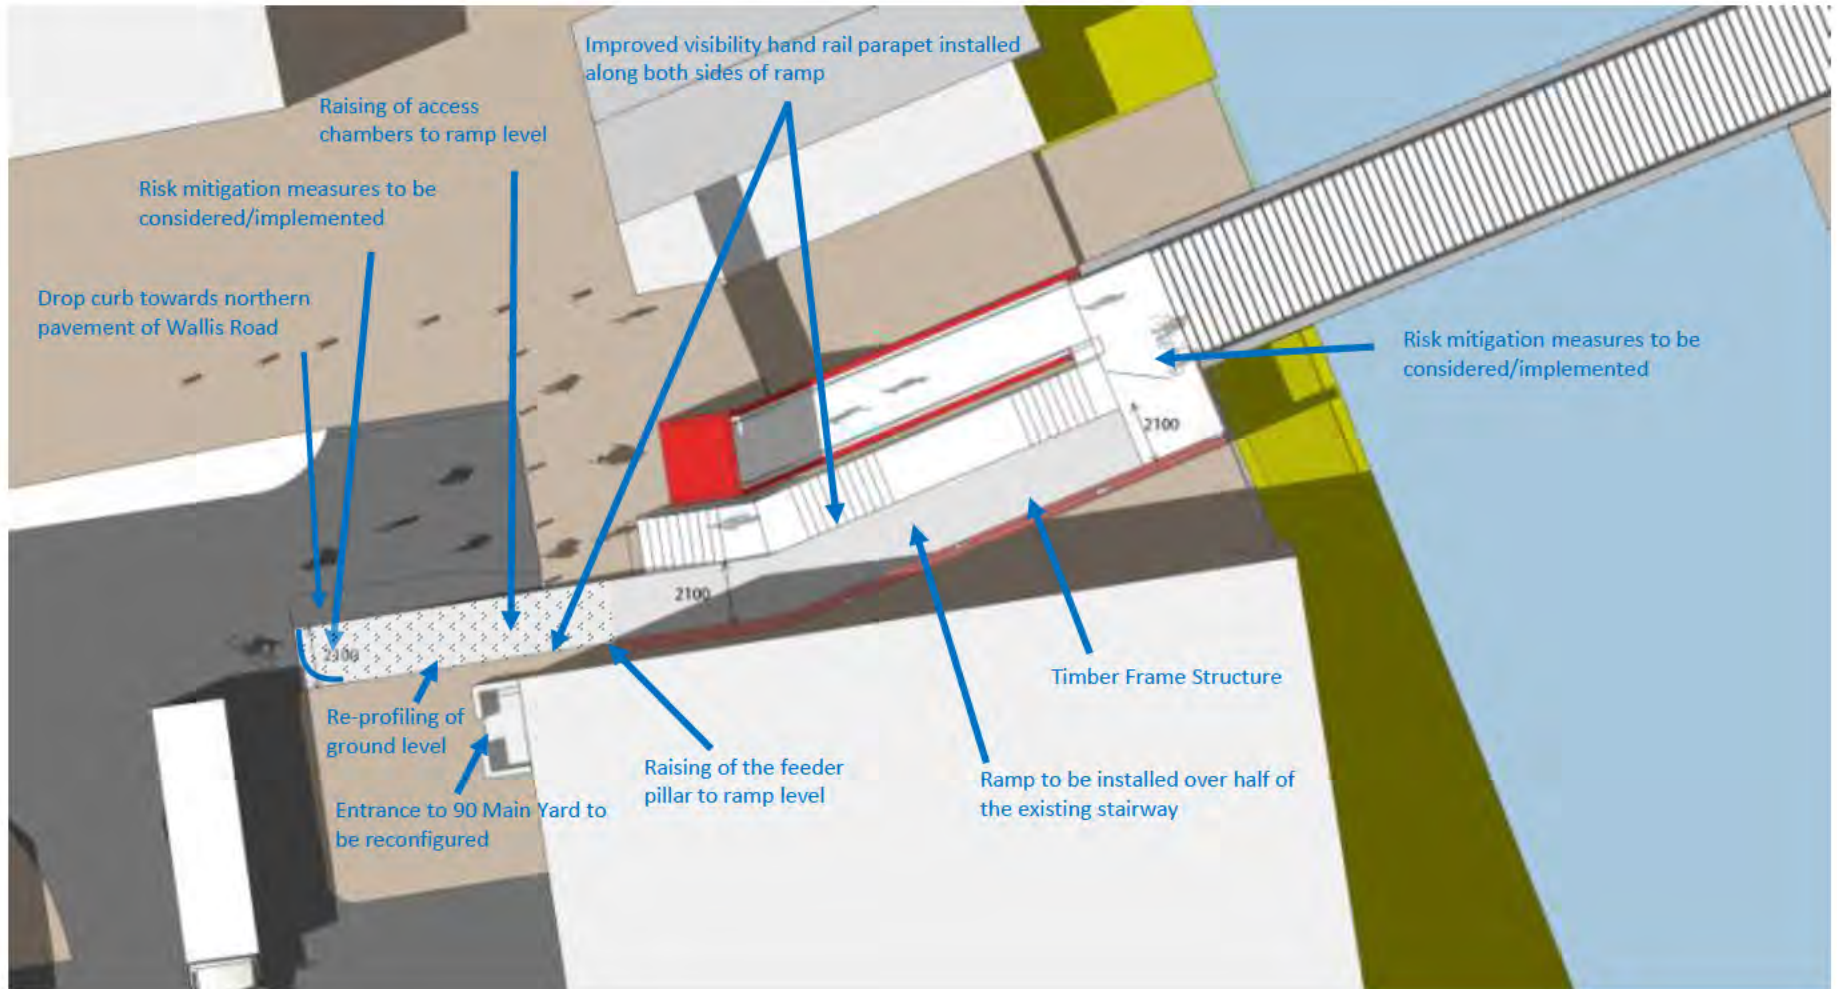 Improved visibility hand rail parapet installed
along both sides of ramp
Raising of access
chambers to ramp level
Risk mitigation measures to be
considered/implemented
Drop curb towards northern
pavement of Wallis Road
Risk mitigation measures to be
considered/implemented
2100
2100
2100
Timber Frame Structure
Re-profiling of
ground level
Raising of the feeder
pillar to ramp level
Ramp to be installed over half of
the existing stairway
Entrance to 90 Main Yard to
be reconfigured